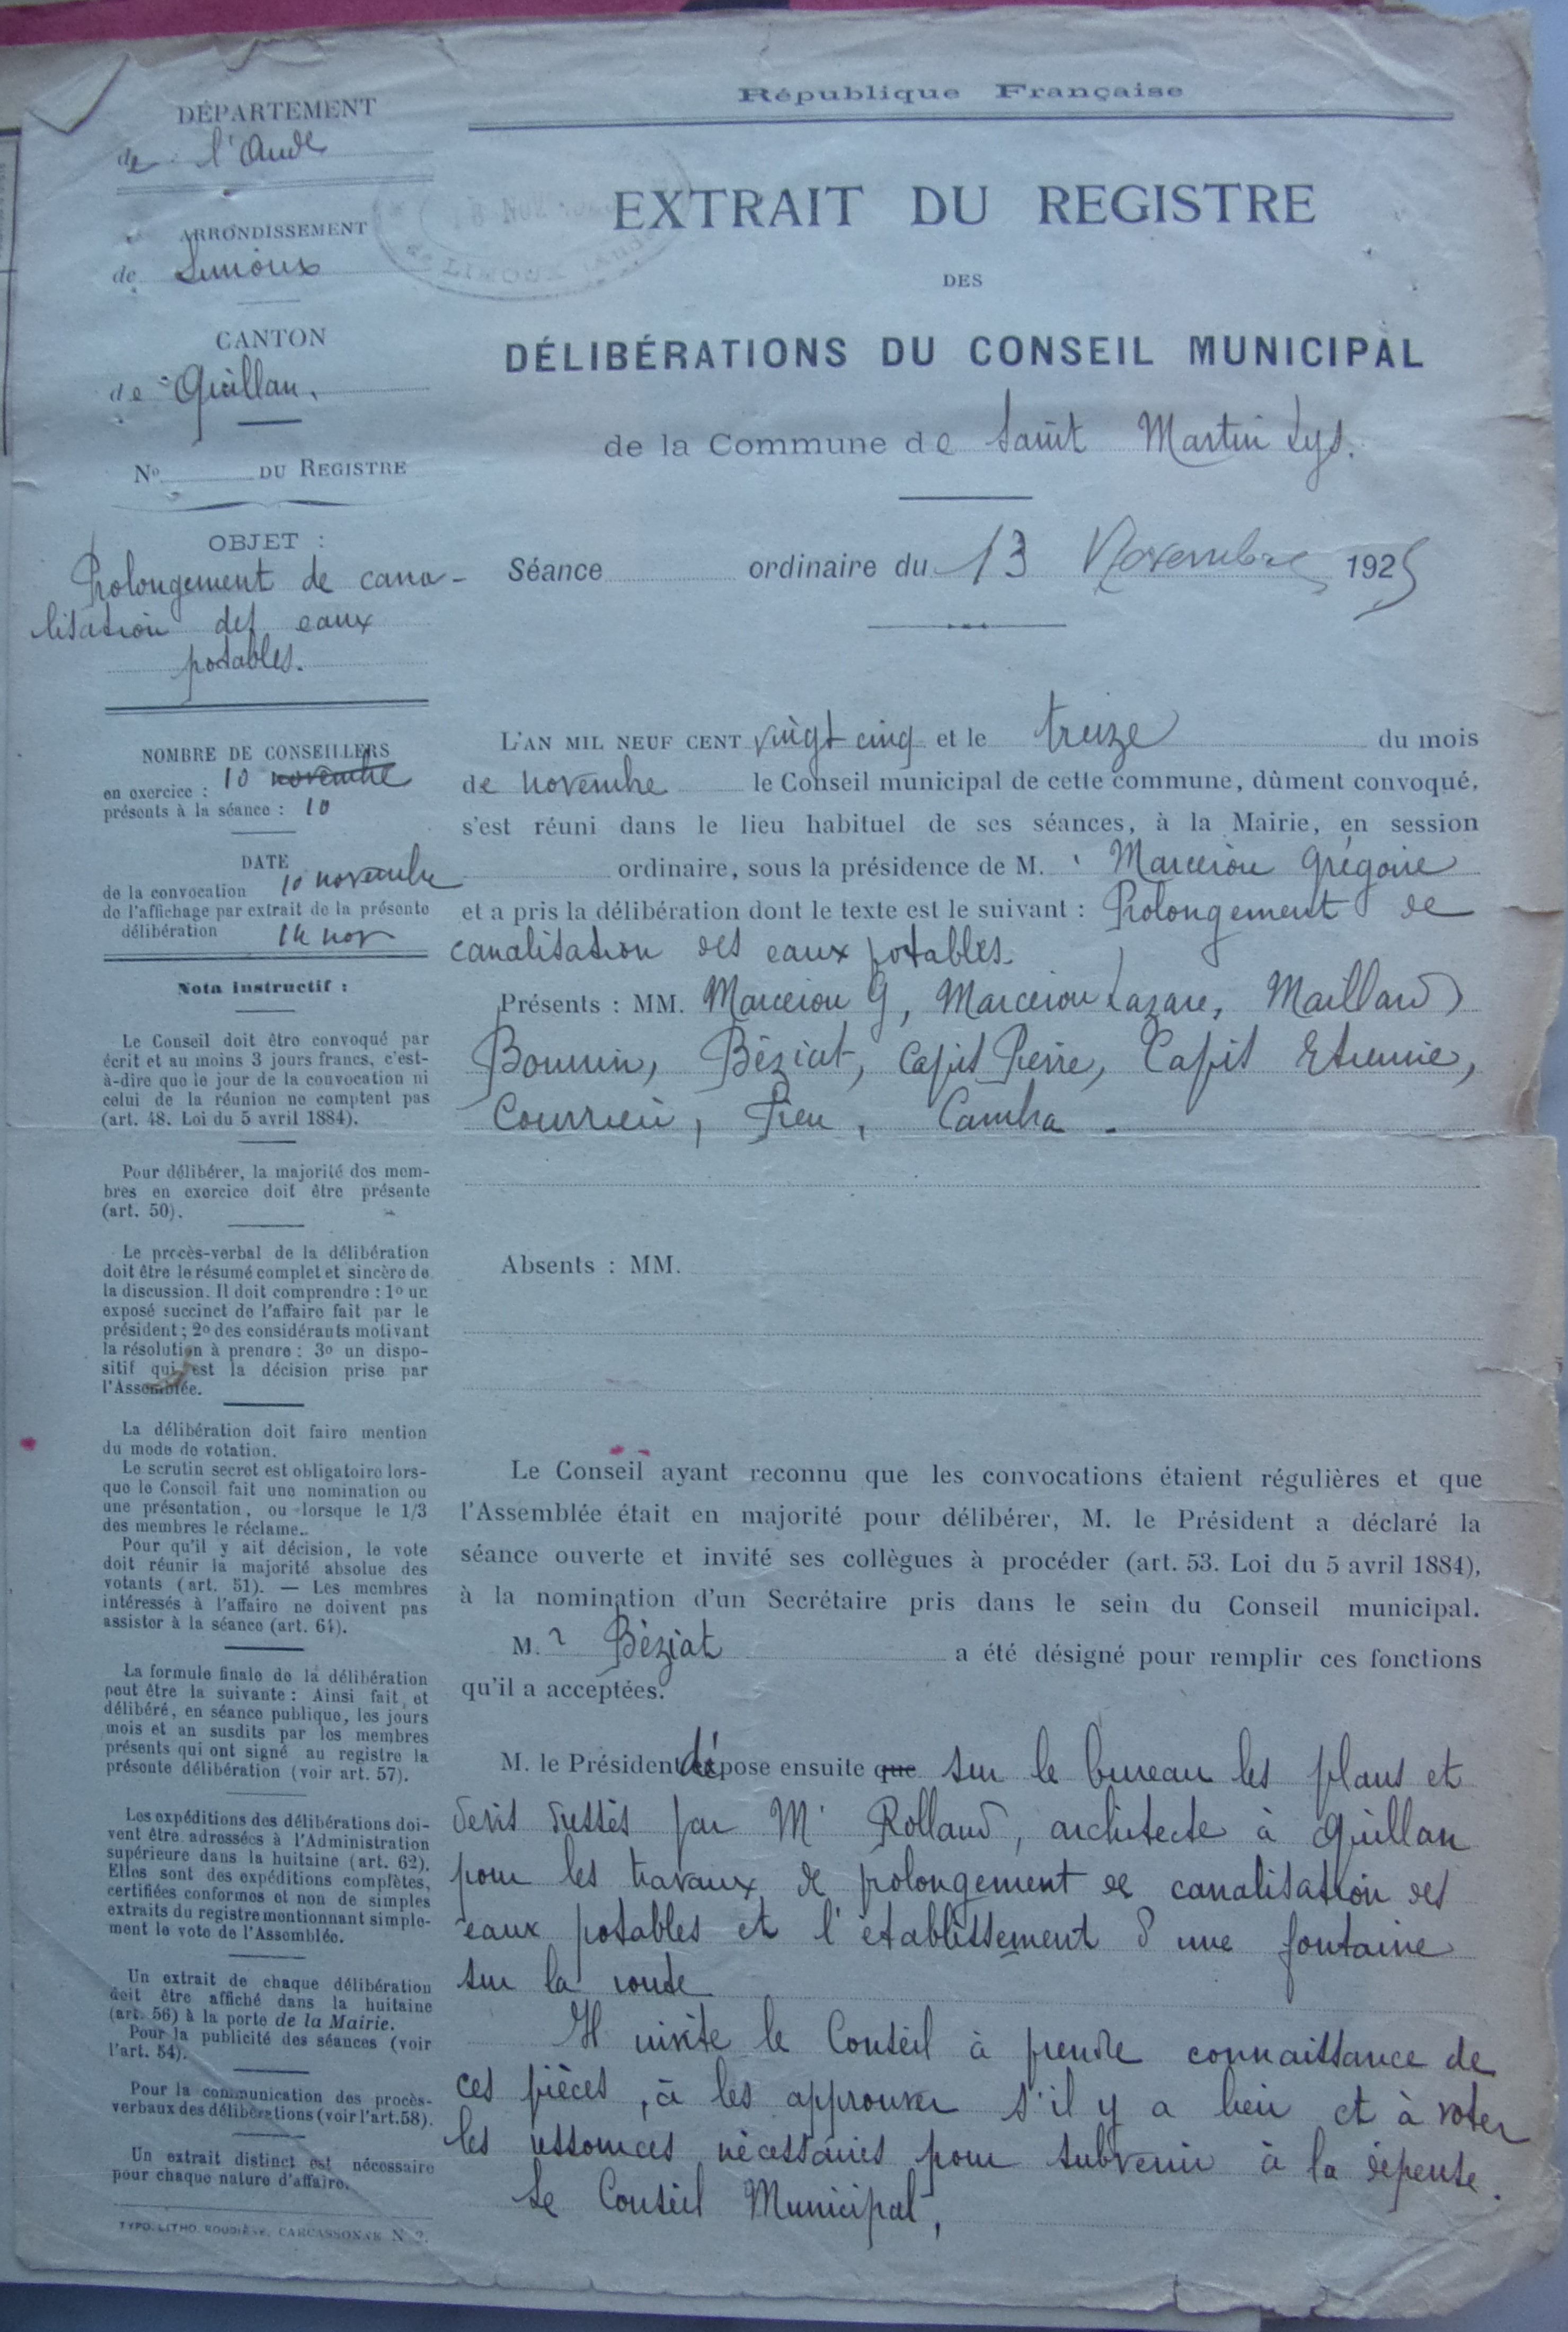 République Française
DÉPARTEMENT
de l'Aude
ARRONDISSEMENT
de Limoux
CANTON
de Quillan.
No DU REGISTRE
OBJET :
Prolongement de cana-
lisation des eaux
potables.
NOMBRE DE CONSEILLERS
en exercice : 10 novembre
présents à la séance : 10
DATE
de la convocation 10 novembre
de l'affichage par extrait de la présente
délibération 14 nov
Nota instructif :
Le Conseil doit être convoqué par
écrit et au moins 3 jours francs, c'est-
à-dire que le jour de la convocation ni
celui de la réunion ne comptent pas
(art. 48. Loi du 5 avril 1884).
Pour délibérer, la majorité des mem-
bres en exercice doit être présente
(art. 50).
Le procès-verbal de la délibération
doit être le résumé complet et sincère de
la discussion. Il doit comprendre : 1o un
exposé succinct de l'affaire fait par le
président ; 2o des considérants motivant
la résolution à prendre : 3o un dispo-
sitif qui est la décision prise par
l'Assemblée.
La délibération doit faire mention
du mode de votation.
Le scrutin secret est obligatoire lors-
que le Conseil fait une nomination ou
une présentation, ou lorsque le 1/3
des membres le réclame.
Pour qu'il y ait décision, le vote
doit réunir la majorité absolue des
votants (art. 51). — Les membres
intéressés à l'affaire ne doivent pas
assister à la séance (art. 64).
La formule finale de la délibération
peut être la suivante : Ainsi fait et
délibéré, en séance publique, les jours
mois et an susdits par les membres
présents qui ont signé au registre la
présente délibération (voir art. 57).
Les expéditions des délibérations doi-
vent être adressées à l'Administration
supérieure dans la huitaine (art. 62).
Elles sont des expéditions complètes,
certifiées conformes et non de simples
extraits du registre mentionnant simple-
ment le vote de l'Assemblée.
Un extrait de chaque délibération
doit être affiché dans la huitaine
(art. 56) à la porte de la Mairie.
Pour la publicité des séances (voir
l'art. 54).
Pour la communication des procès-
verbaux des délibérations (voir l'art.58).
Un extrait distinct est nécessaire
pour chaque nature d'affaire.
TYPO. LITHO. ROUDIÈRE, CARCASSONNE N 2.
EXTRAIT DU REGISTRE
DES
DÉLIBÉRATIONS DU CONSEIL MUNICIPAL
de la Commune de Saint Martin Lys.
Séance ordinaire du 13 Novembre 1925
L'AN MIL NEUF CENT vingt cinq et le treize du mois
de novembre le Conseil municipal de cette commune, dûment convoqué,
s'est réuni dans le lieu habituel de ses séances, à la Mairie, en session
ordinaire, sous la présidence de M. Marcerou Grégoire
et a pris la délibération dont le texte est le suivant : Prolongement de
canalisation des eaux potables.
Présents : MM. Marcerou G, Marcerou Lazare, Maillard
Bounin, Béziat, Capit Pierre, Capit Etienne,
Courrieu, Pieu, Cambra.
Absents : MM.
Le Conseil ayant reconnu que les convocations étaient régulières et que
l'Assemblée était en majorité pour délibérer, M. le Président a déclaré la
séance ouverte et invité ses collègues à procéder (art. 53. Loi du 5 avril 1884),
à la nomination d'un Secrétaire pris dans le sein du Conseil municipal.
M. r Béziat a été désigné pour remplir ces fonctions
qu'il a acceptées.
M. le Président dépose ensuite que sur le bureau les plans et
devis dressés par Mr Rolland, architecte à Quillan
pour les travaux de prolongement de canalisation des
eaux potables et l'établissement d'une fontaine
sur la route
Il invite le Conseil à prendre connaissance de
ces pièces, à les approuver s'il y a lieu et à voter
les ressources nécessaires pour subvenir à la dépense.
Le Conseil Municipal,